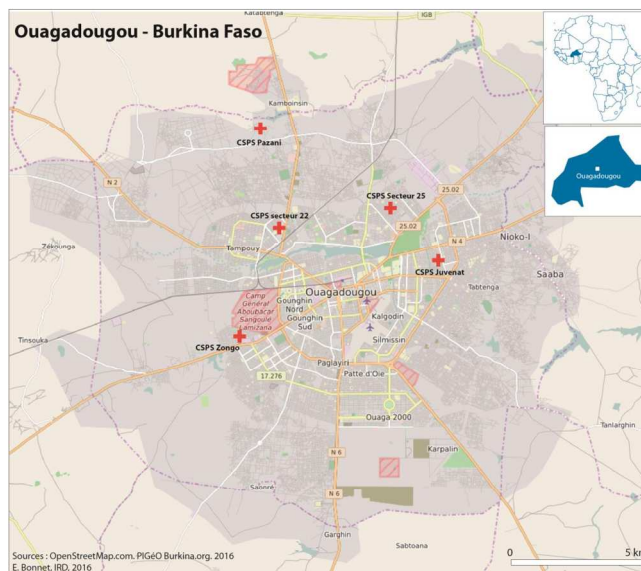 Ouagadougou - Burkina Faso
Katabtenga
IGB
Kamboinsin
CSPS Pazani
N 2
CSPS Secteur 25
25.02
CSPS secteur 22
25.02
Zékounga
Tampouy
N 4
Nioko-I
CSPS Juvenat
Saaba
Ouagadougou
Tabtenga
Camp
Général
Aboubacar
Sangoulé
Lamizana
Gounghin
Nord
Gounghin
Sud
Kalgodin
Silmissin
Tinsouka
CSPS Zongo
Paglayiri
Patte d'Oie
17.276
Ouaga 2000
Tanlarghin
N 6
Karpalin
N 6
Garghin
Sabtoana
Sources : OpenStreetMap.com. PIGéO Burkina.org. 2016
E. Bonnet, IRD, 2016
0
5 km
Ouagadougou